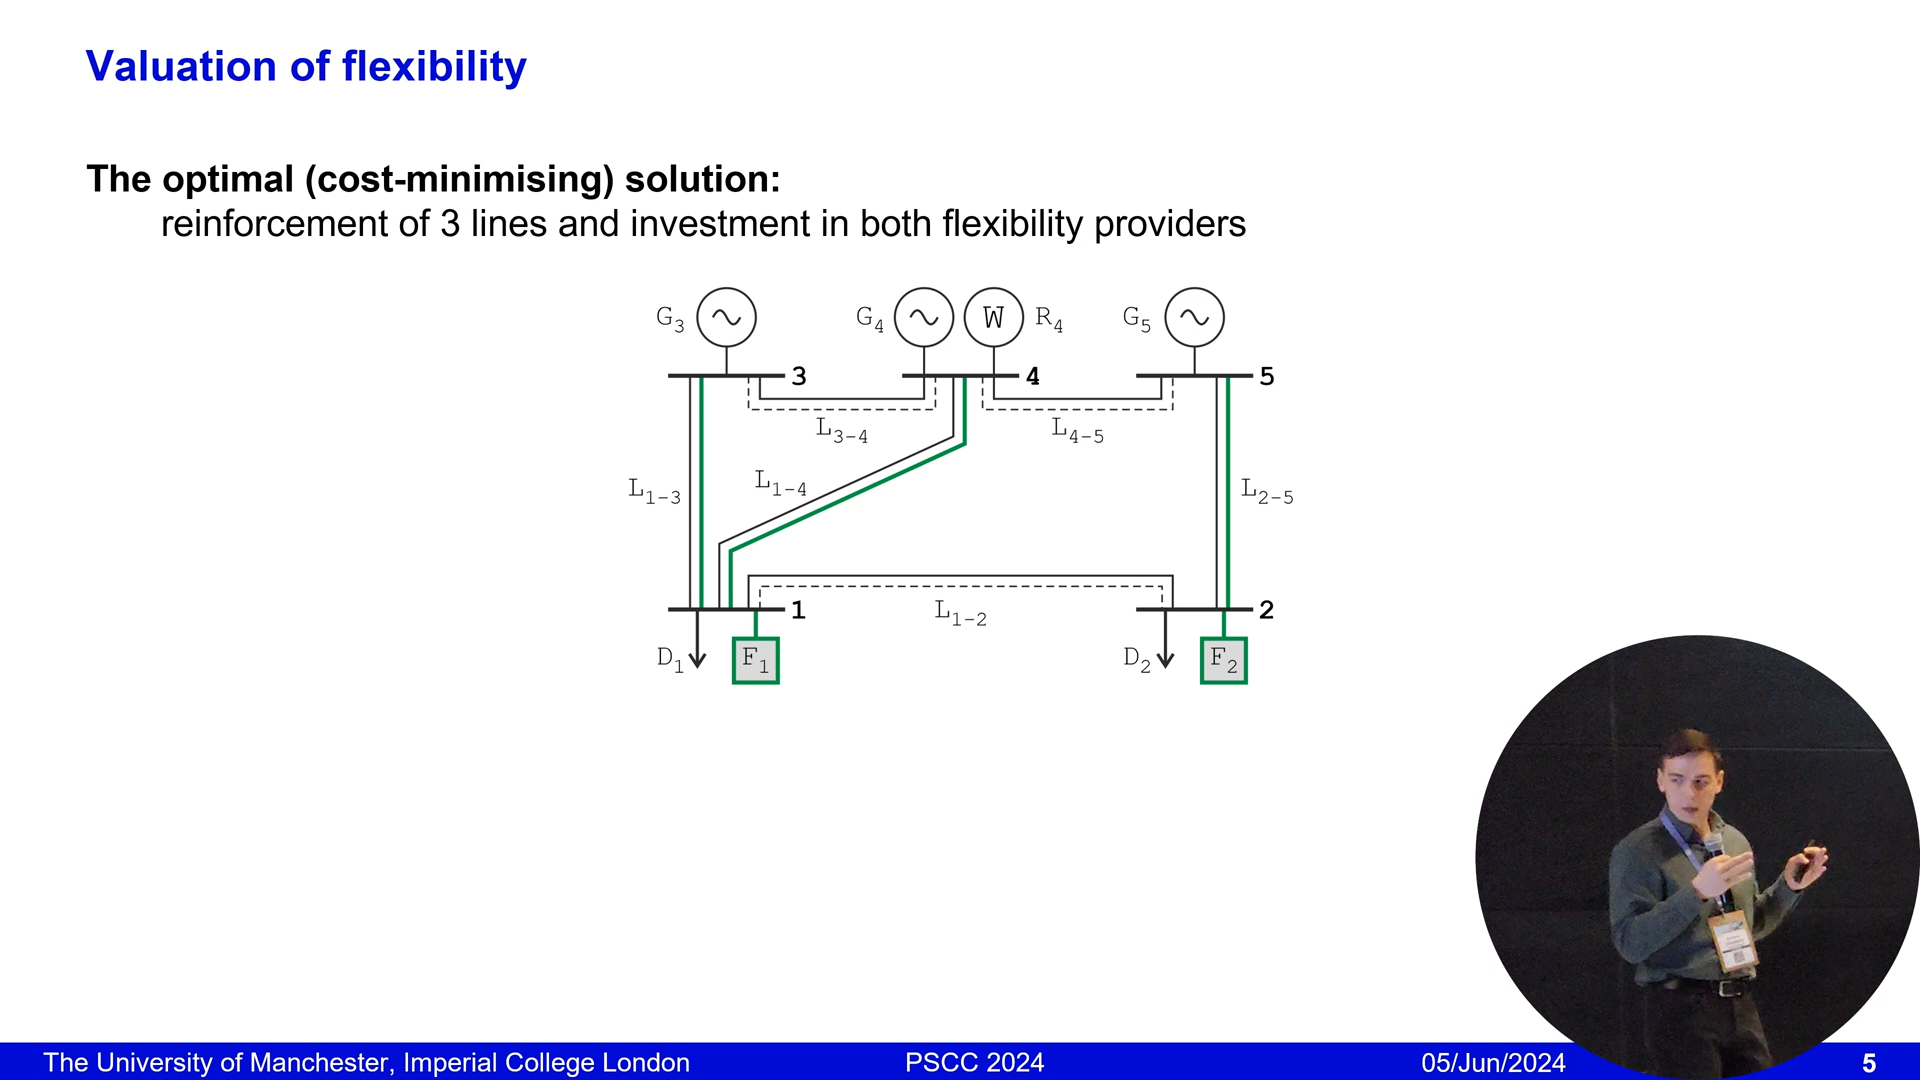 Valuation of flexibility
The optimal (cost-minimising) solution:
reinforcement of 3 lines and investment in both flexibility providers
G3
G4
W
R4
G5
3
4
5
L3-4
L4-5
L1-3
L1-4
L2-5
1
L1-2
2
D1
F1
D2
F2
The University of Manchester, Imperial College London
PSCC 2024
05/Jun/2024
5